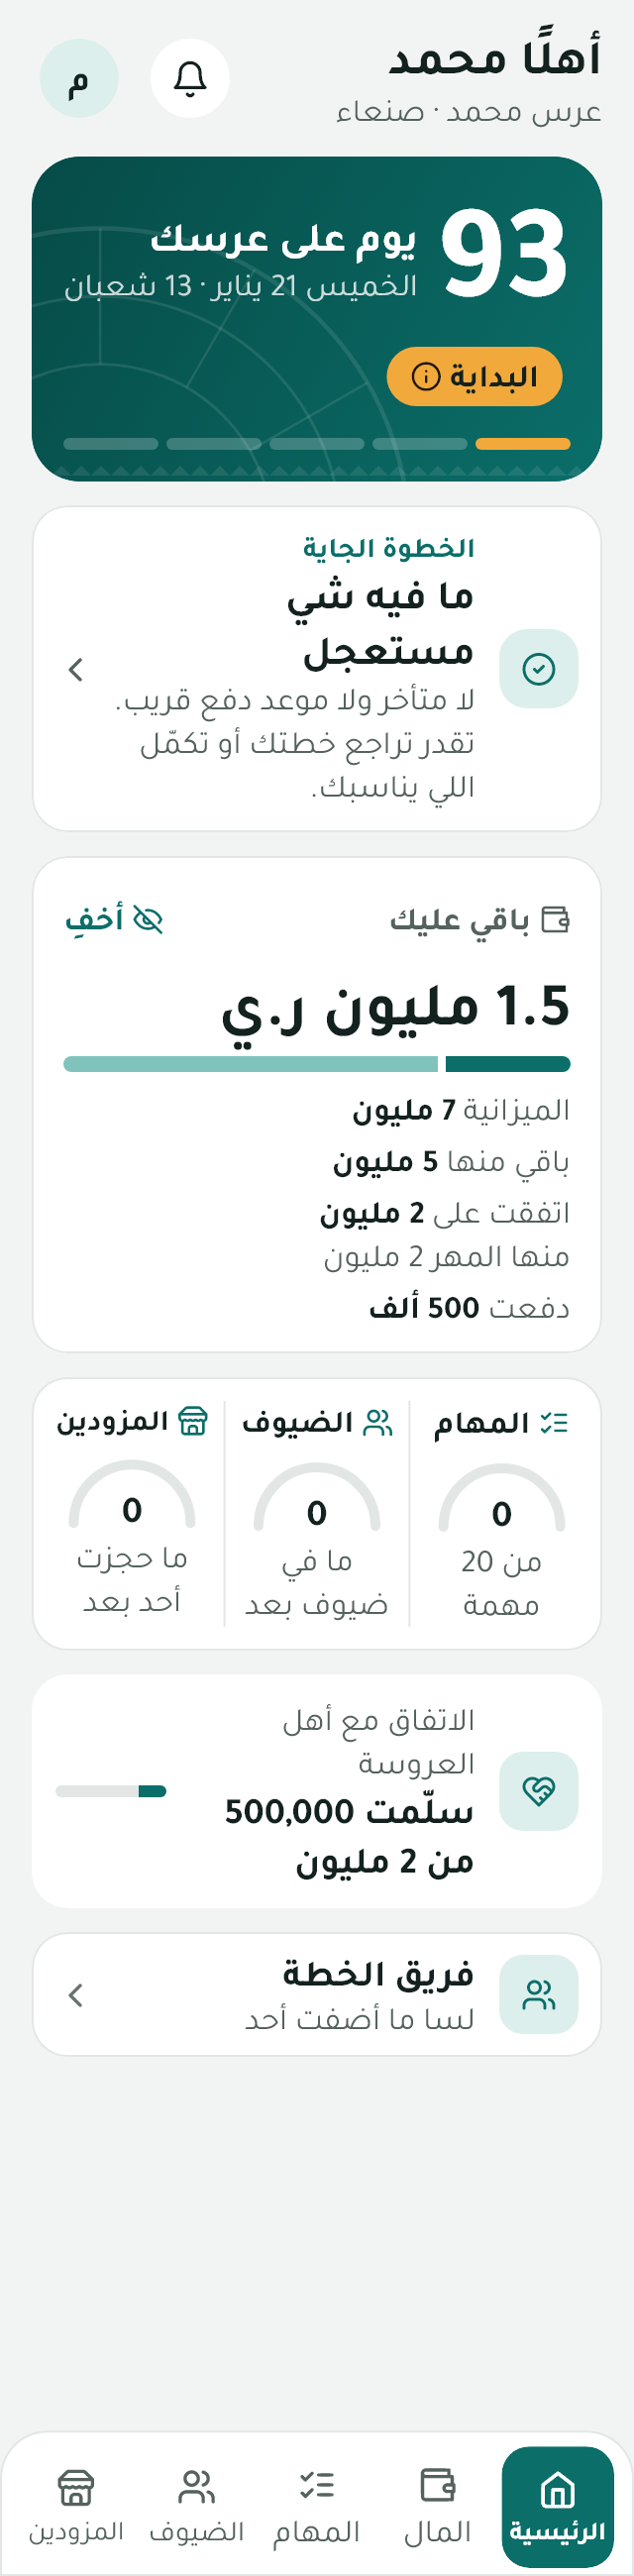 أهلًا محمد
م
عرس محمد · صنعاء
93
يوم على عرسك
الخميس 21 يناير · 13 شعبان
البداية
الخطوة الجاية
ما فيه شي
مستعجل
لا متأخر ولا موعد دفع قريب.
تقدر تراجع خطتك أو تكمّل
اللي يناسبك.
باقي عليك
أخفِ
1.5 مليون ر.ي
الميزانية 7 مليون
باقي منها 5 مليون
اتفقت على 2 مليون
منها المهر 2 مليون
دفعت 500 ألف
المهام
0
من 20
مهمة
الضيوف
0
ما في
ضيوف بعد
المزودين
0
ما حجزت
أحد بعد
الاتفاق مع أهل
العروسة
سلّمت 500,000
من 2 مليون
فريق الخطة
لسا ما أضفت أحد
الرئيسية
المال
المهام
الضيوف
المزودين